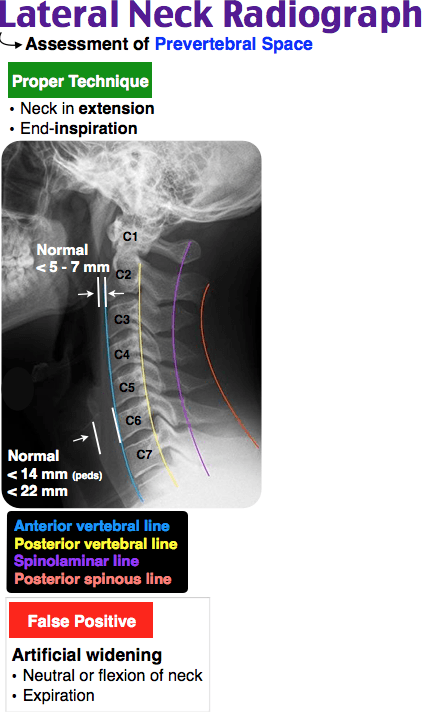 Lateral Neck Radiograph
Assessment of Prevertebral Space
Proper Technique
• Neck in extension
• End-inspiration
C1
Normal
< 5 - 7 mm
C2
C3
C4
C5
C6
C7
Normal
< 14 mm (peds)
< 22 mm
Anterior vertebral line
Posterior vertebral line
Spinolaminar line
Posterior spinous line
False Positive
Artificial widening
• Neutral or flexion of neck
• Expiration